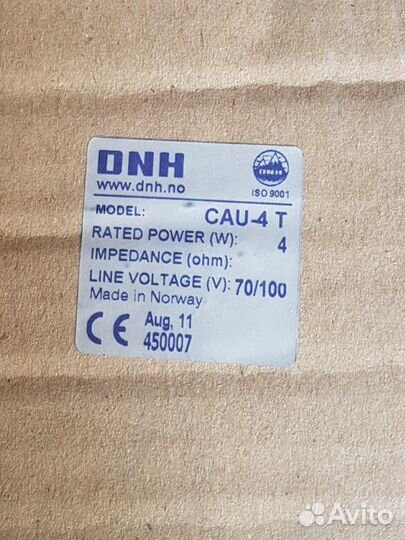 DNH
www.dnh.no
DNH
ISO 9001
MODEL: CAU-4 T
RATED POWER (W): 4
IMPEDANCE (ohm):
LINE VOLTAGE (V): 70/100
Made in Norway
CE Aug, 11
450007
Avito